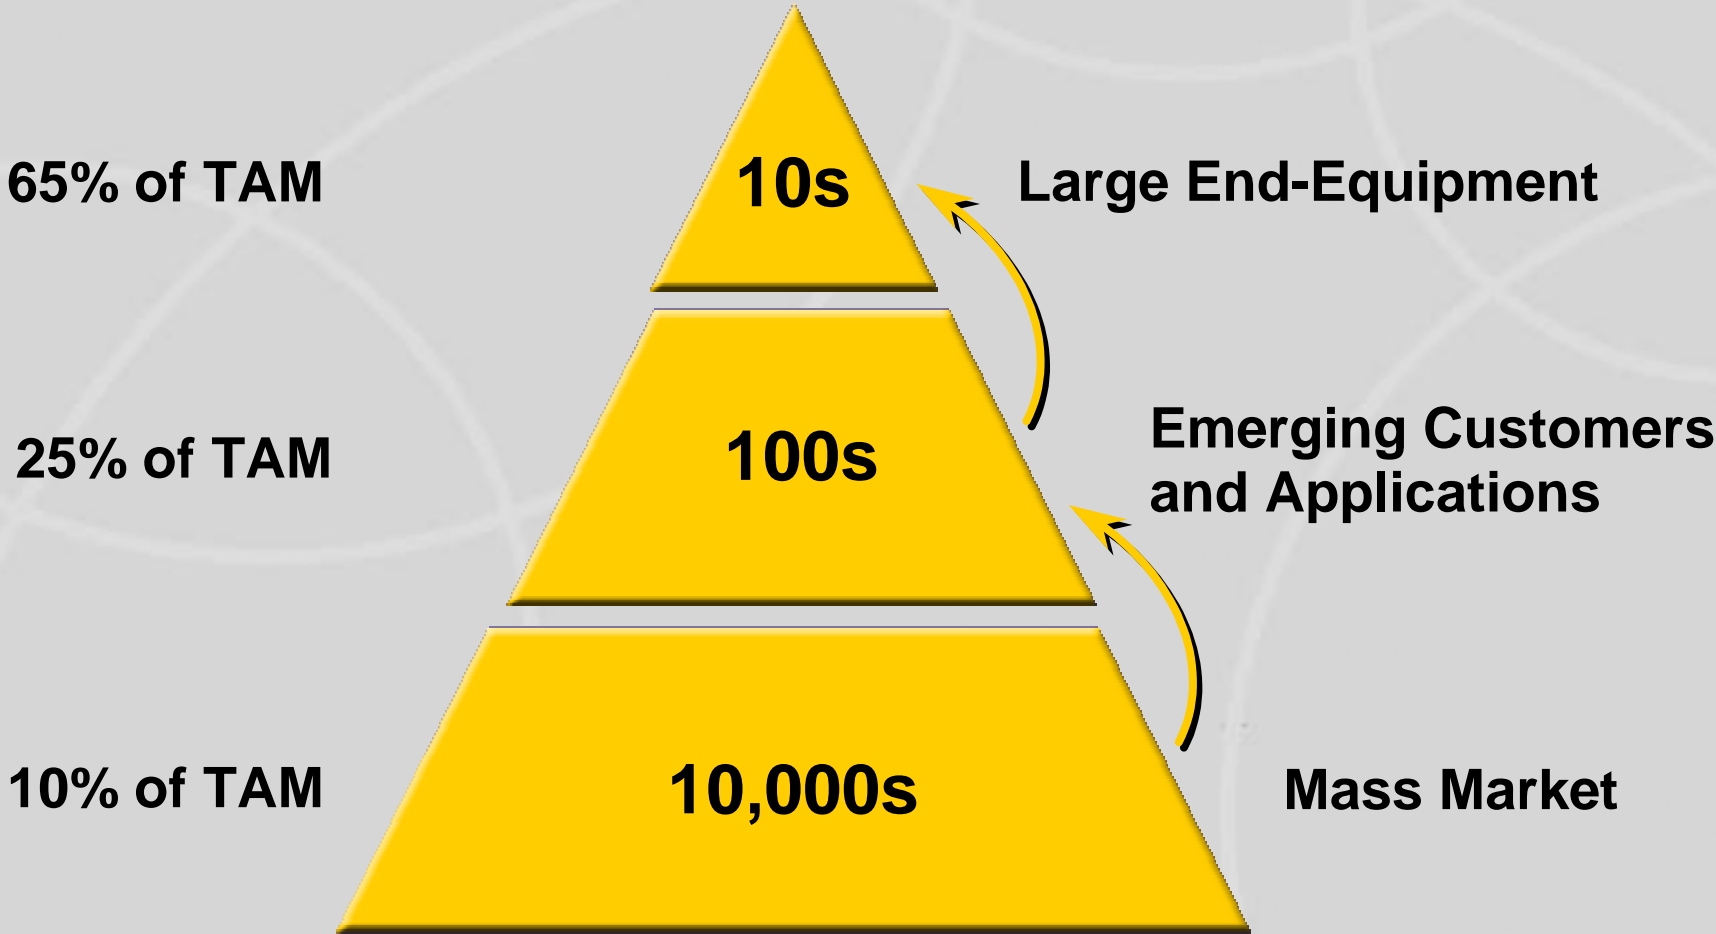 65% of TAM
10s
Large End-Equipment
25% of TAM
100s
Emerging Customers
and Applications
10% of TAM
10,000s
Mass Market